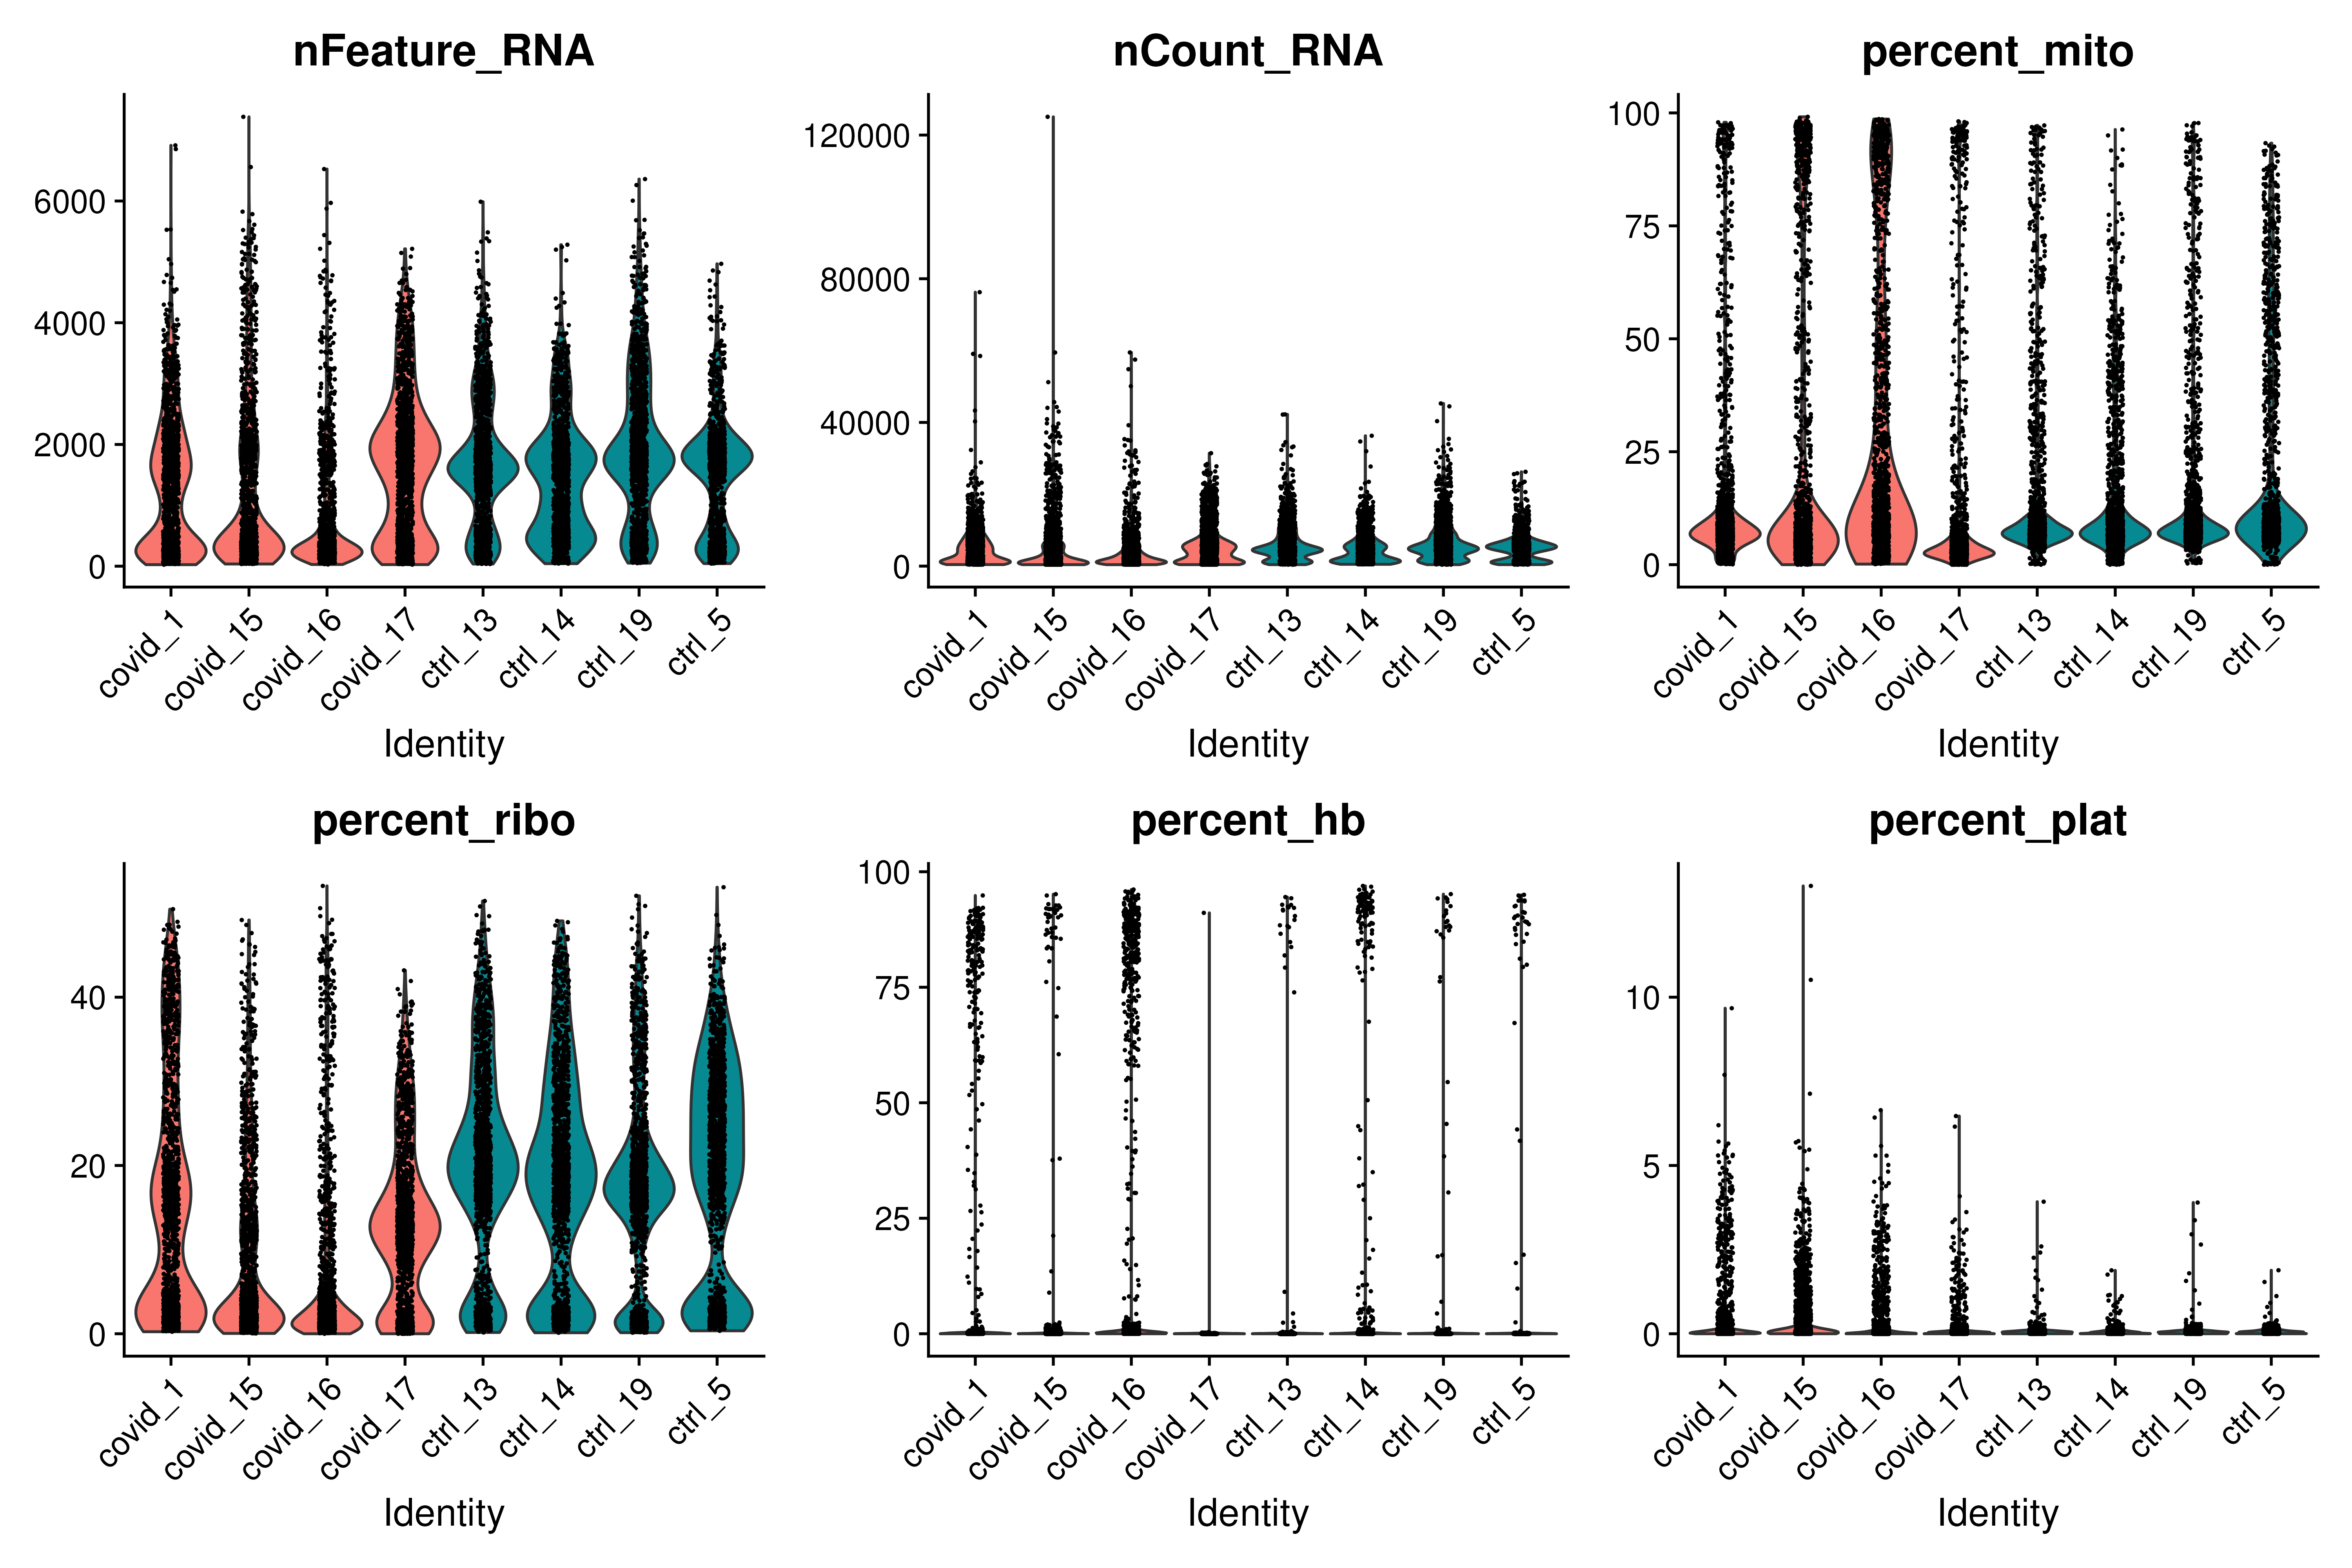 nFeature_RNA
6000
4000
2000
0
covid_1
covid_15
covid_16
covid_17
ctrl_13
ctrl_14
ctrl_19
ctrl_5
Identity
nCount_RNA
120000
80000
40000
0
covid_1
covid_15
covid_16
covid_17
ctrl_13
ctrl_14
ctrl_19
ctrl_5
Identity
percent_mito
100
75
50
25
0
covid_1
covid_15
covid_16
covid_17
ctrl_13
ctrl_14
ctrl_19
ctrl_5
Identity
percent_ribo
40
20
0
covid_1
covid_15
covid_16
covid_17
ctrl_13
ctrl_14
ctrl_19
ctrl_5
Identity
percent_hb
100
75
50
25
0
covid_1
covid_15
covid_16
covid_17
ctrl_13
ctrl_14
ctrl_19
ctrl_5
Identity
percent_plat
10
5
0
covid_1
covid_15
covid_16
covid_17
ctrl_13
ctrl_14
ctrl_19
ctrl_5
Identity